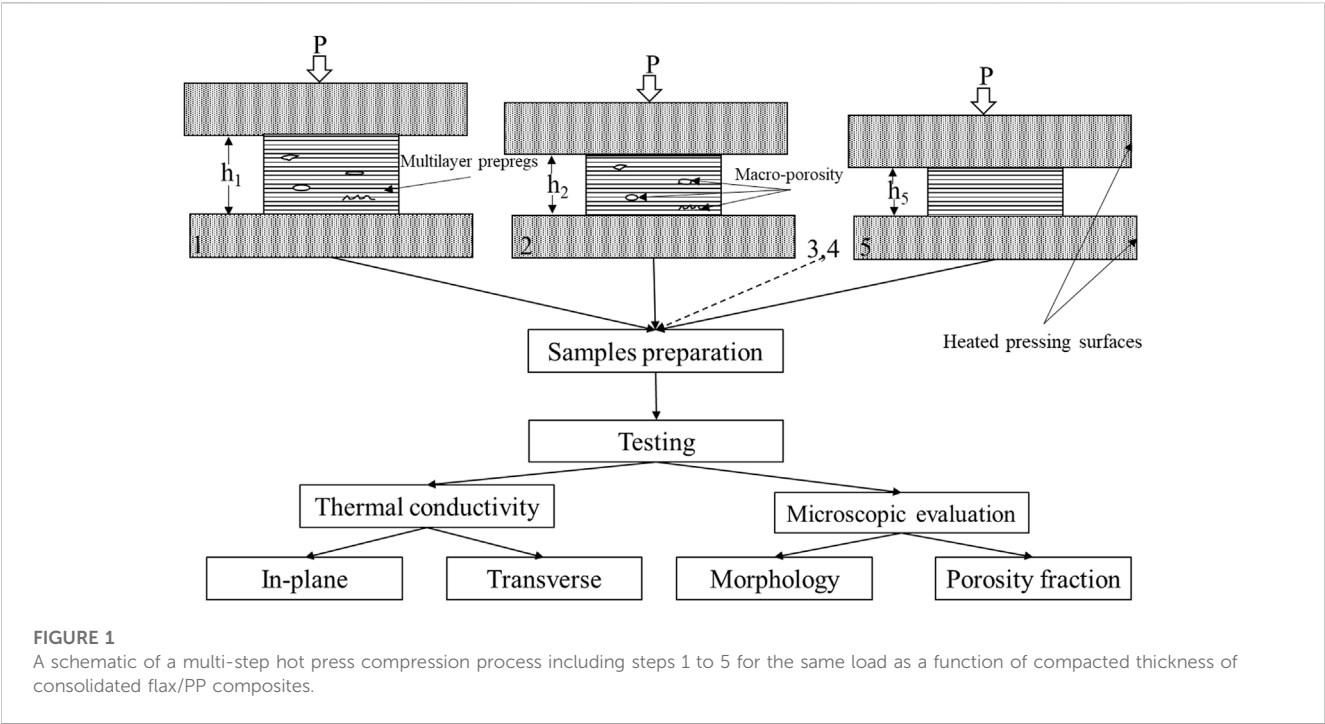 P
P
P
h1
Multilayer prepregs
h2
Macro-porosity
h5
1
2
3,4
5
Heated pressing surfaces
Samples preparation
Testing
Thermal conductivity
Microscopic evaluation
In-plane
Transverse
Morphology
Porosity fraction
FIGURE 1
A schematic of a multi-step hot press compression process including steps 1 to 5 for the same load as a function of compacted thickness of
consolidated flax/PP composites.